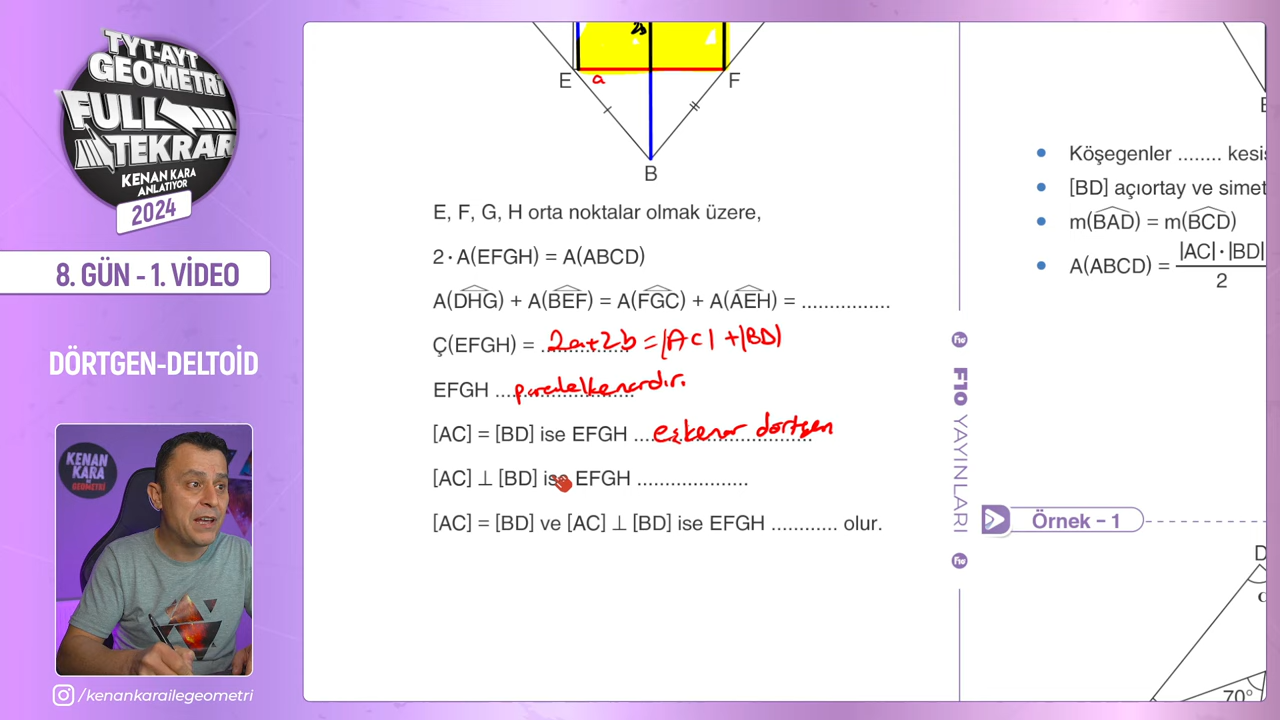 TYT-AYT
GEOMETRİ
FULL
TEKRAR
KENAN KARA
ANLATIYOR
2024
8. GÜN - 1. VİDEO
DÖRTGEN-DELTOİD
KENAN
KARA
/kenankarailegeometri
E
a
F
B
E, F, G, H orta noktalar olmak üzere,
2 · A(EFGH) = A(ABCD)
A(DHG) + A(BEF) = A(FGC) + A(AEH) = ................
Ç(EFGH) = 2a+2b = |AC| + |BD|
EFGH paralelkenardır.
[AC] = [BD] ise EFGH eşkenar dörtgen
[AC] ⊥ [BD] ise EFGH ....................
[AC] = [BD] ve [AC] ⊥ [BD] ise EFGH ............ olur.
F10 YAYINLARI
Köşegenler ........ kesiş
[BD] açıortay ve simet
m(BAD) = m(BCD)
A(ABCD) = |AC| · |BD| / 2
Örnek – 1
D
70°